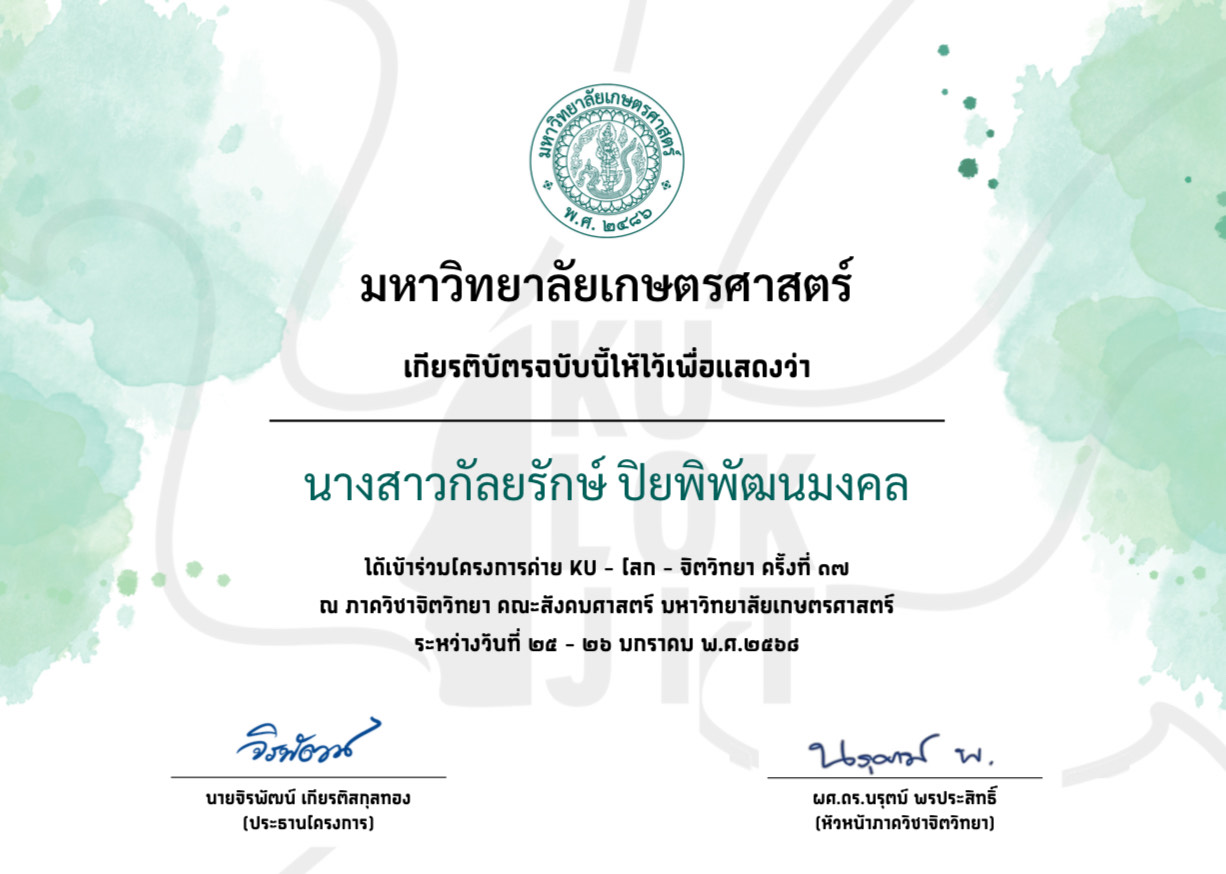 มหาวิทยาลัยเกษตรศาสตร์
พ.ศ. ๒๔๘๖
มหาวิทยาลัยเกษตรศาสตร์
เกียรติบัตรฉบับนี้ให้ไว้เพื่อแสดงว่า
นางสาวกัลยรักษ์ ปิยพิพัฒนมงคล
ได้เข้าร่วมโครงการค่าย KU - โลก - จิตวิทยา ครั้งที่ ๑๗
ณ ภาควิชาจิตวิทยา คณะสังคมศาสตร์ มหาวิทยาลัยเกษตรศาสตร์
ระหว่างวันที่ ๒๕ - ๒๖ มกราคม พ.ศ.๒๕๖๘
KU
LOK
JIT
จิรพัฒน์
นรุตม์ พ.
นายจิรพัฒน์ เกียรติสกุลทอง
(ประธานโครงการ)
ผศ.ดร.นรุตม์ พรประสิทธิ์
(หัวหน้าภาควิชาจิตวิทยา)